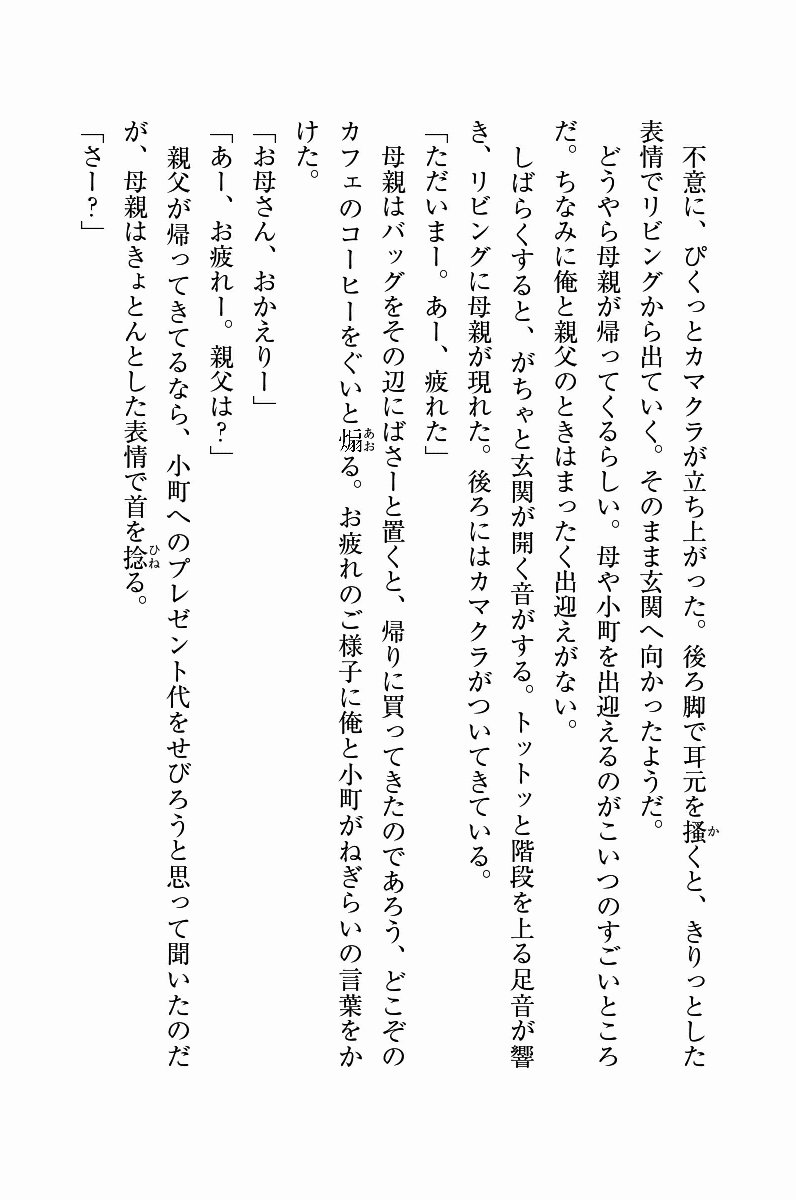 不意に、ぴくっとカマクラが立ち上がった。後ろ脚で耳元を掻くと、きりっとした
表情でリビングから出ていく。そのまま玄関へ向かったようだ。
　どうやら母親が帰ってくるらしい。母や小町を出迎えるのがこいつのすごいところ
だ。ちなみに俺と親父のときはまったく出迎えがない。
　しばらくすると、がちゃと玄関が開く音がする。トットッと階段を上る足音が響
き、リビングに母親が現れた。後ろにはカマクラがついてきている。
「ただいまー。あー、疲れた」
　母親はバッグをその辺にばさーと置くと、帰りに買ってきたのであろう、どこぞの
カフェのコーヒーをぐいと煽る。お疲れのご様子に俺と小町がねぎらいの言葉をか
けた。
「お母さん、おかえりー」
「あー、お疲れー。親父は?」
　親父が帰ってきてるなら、小町へのプレゼント代をせびろうと思って聞いたのだ
が、母親はきょとんとした表情で首を捻る。
「さー?」